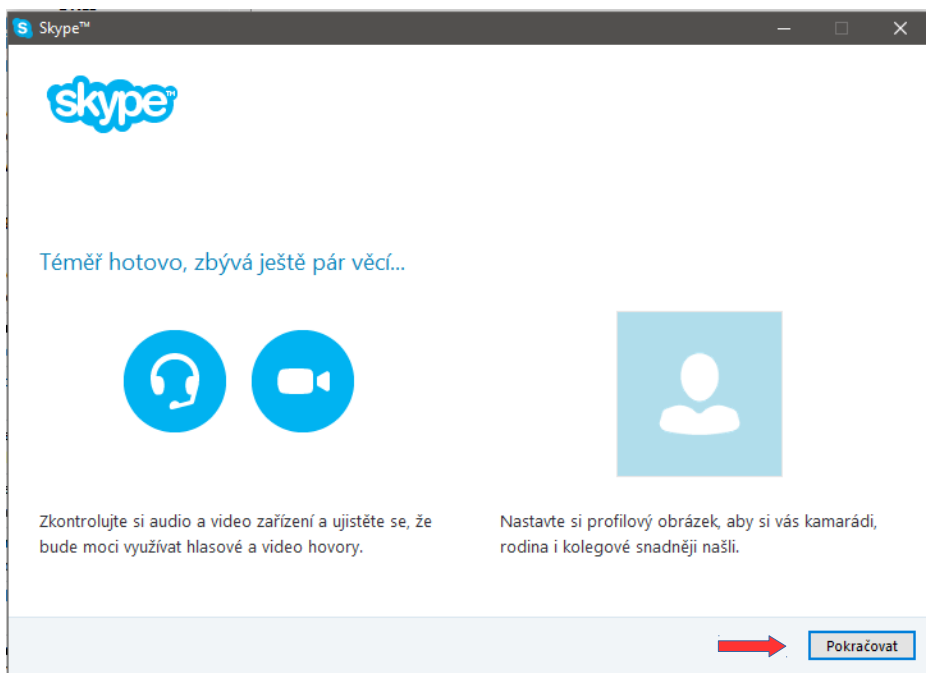 Skype™
skype™
Téměř hotovo, zbývá ještě pár věcí...
Zkontrolujte si audio a video zařízení a ujistěte se, že
bude moci využívat hlasové a video hovory.
Nastavte si profilový obrázek, aby si vás kamarádi,
rodina i kolegové snadněji našli.
Pokračovat